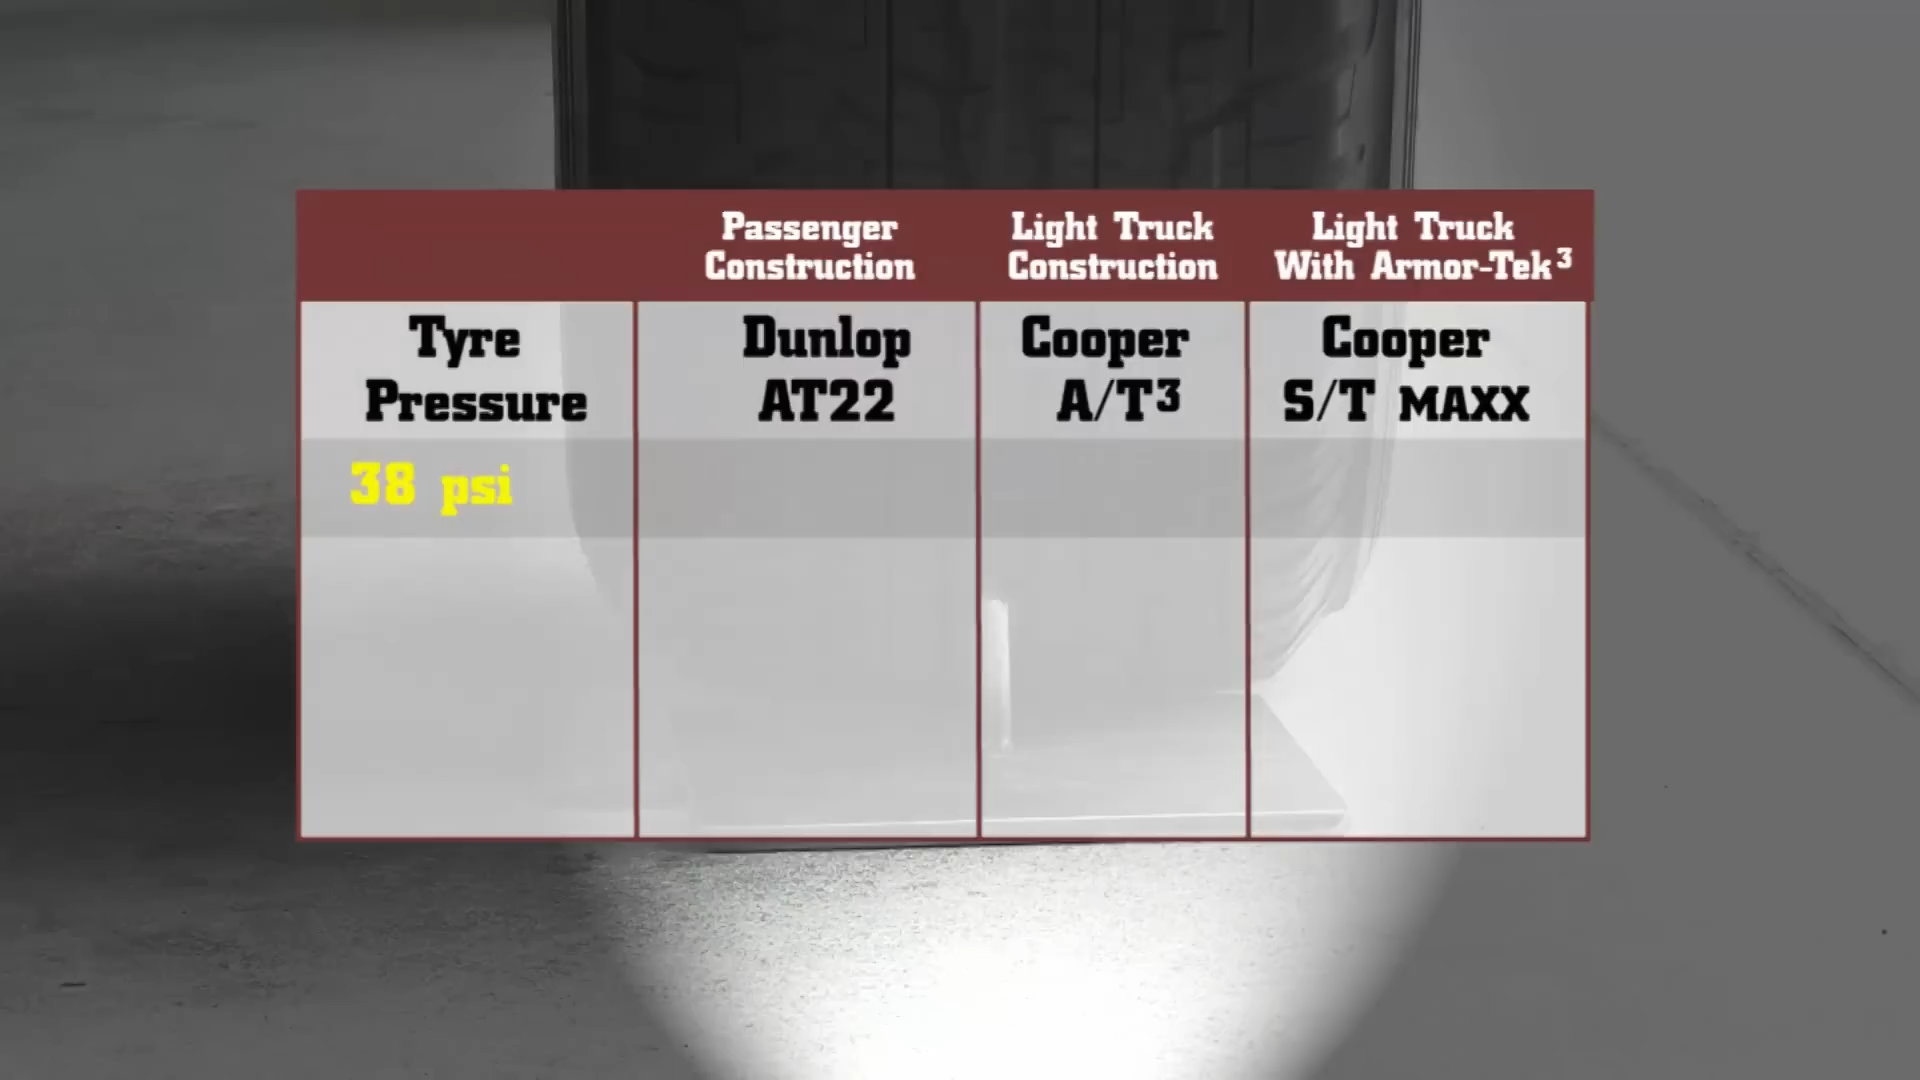 Passenger Construction
Light Truck Construction
Light Truck With Armor-Tek³
Tyre Pressure
Dunlop AT22
Cooper A/T³
Cooper S/T MAXX
38 psi